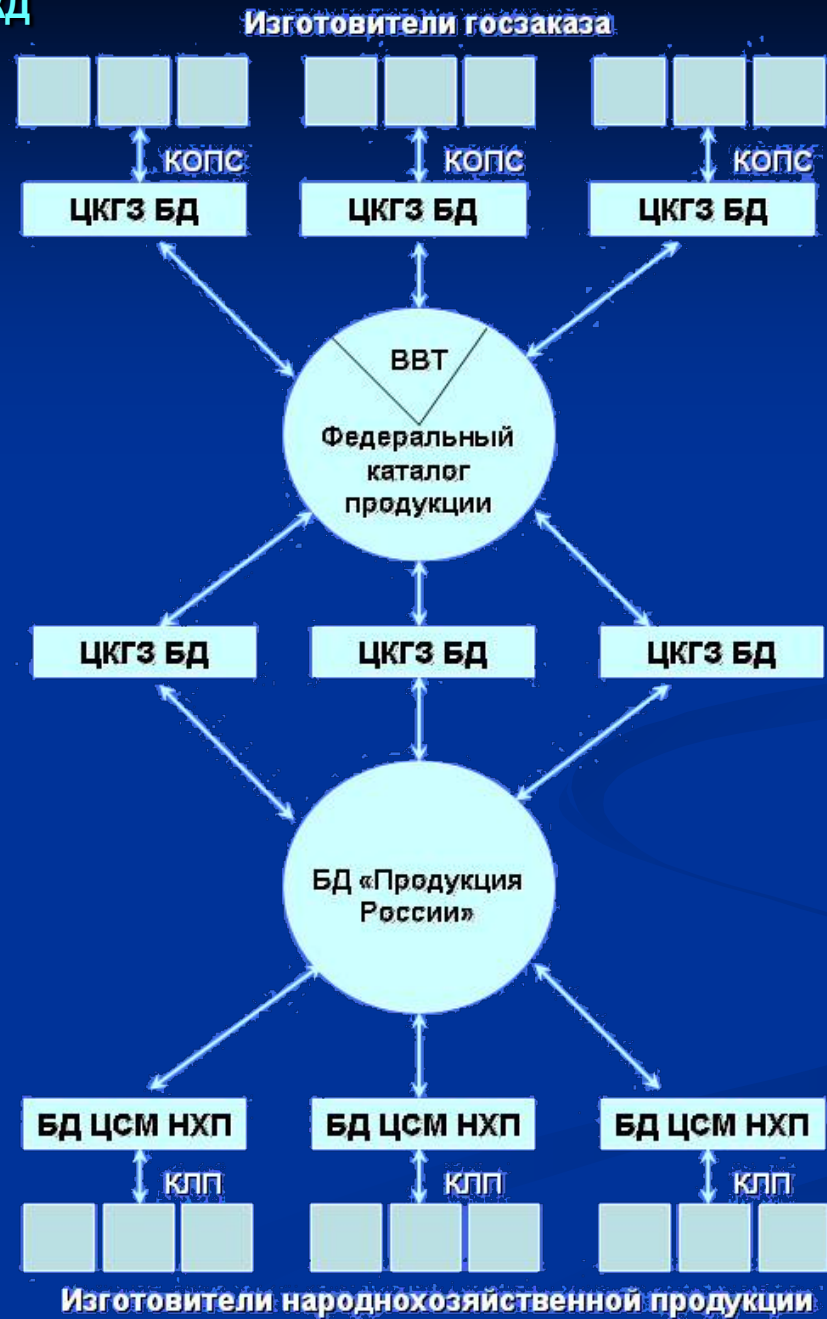 Изготовители госзаказа
КОПС КОПС КОПС
ЦКГЗ БД ЦКГЗ БД ЦКГЗ БД
ВВТ
Федеральный
каталог
продукции
ЦКГЗ БД ЦКГЗ БД ЦКГЗ БД
БД «Продукция
России»
БД ЦСМ НХП БД ЦСМ НХП БД ЦСМ НХП
КЛП КЛП КЛП
Изготовители народнохозяйственной продукции